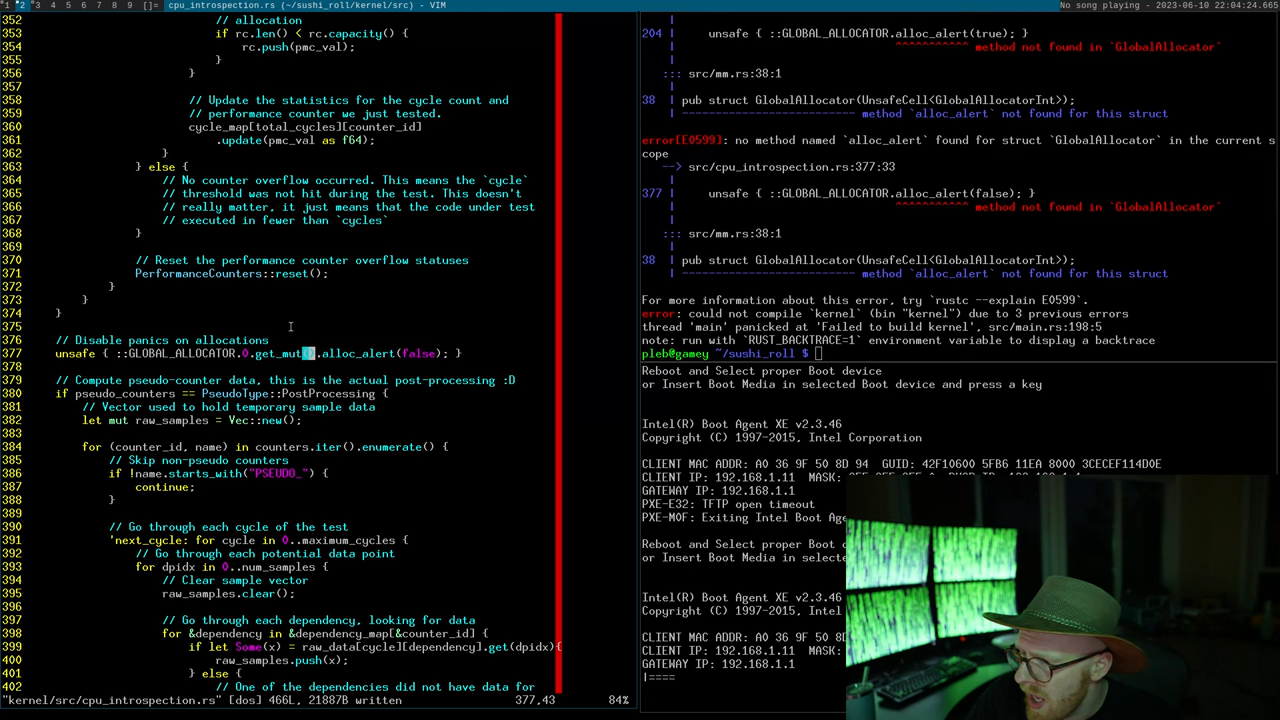 1 2 3 4 5 6 7 8 9 []= cpu_introspection.rs (~/sushi_roll/kernel/src) - VIM
No song playing - 2023-06-10 22:04:24.665
352 // allocation
353 if rc.len() < rc.capacity() {
354 rc.push(pmc_val);
355 }
356 }
357
358 // Update the statistics for the cycle count and
359 // performance counter we just tested.
360 cycle_map[total_cycles][counter_id]
361 .update(pmc_val as f64);
362 }
363 } else {
364 // No counter overflow occurred. This means the `cycle`
365 // threshold was not hit during the test. This doesn't
366 // really matter, it just means that the code under test
367 // executed in fewer than `cycles`
368 }
369
370 // Reset the performance counter overflow statuses
371 PerformanceCounters::reset();
372 }
373 }
374 }
375
376 // Disable panics on allocations
377 unsafe { ::GLOBAL_ALLOCATOR.0.get_mut().alloc_alert(false); }
378
379 // Compute pseudo-counter data, this is the actual post-processing :D
380 if pseudo_counters == PseudoType::PostProcessing {
381 // Vector used to hold temporary sample data
382 let mut raw_samples = Vec::new();
383
384 for (counter_id, name) in counters.iter().enumerate() {
385 // Skip non-pseudo counters
386 if !name.starts_with("PSEUDO_") {
387 continue;
388 }
389
390 // Go through each cycle of the test
391 'next_cycle: for cycle in 0..maximum_cycles {
392 // Go through each potential data point
393 for dpidx in 0..num_samples {
394 // Clear sample vector
395 raw_samples.clear();
396
397 // Go through each dependency, looking for data
398 for &dependency in &dependency_map[&counter_id] {
399 if let Some(x) = raw_data[cycle][dependency].get(dpidx){
400 raw_samples.push(x);
401 } else {
402 // One of the dependencies did not have data for
"kernel/src/cpu_introspection.rs" [dos] 466L, 21887B written 377,43 84%
204 | unsafe { ::GLOBAL_ALLOCATOR.alloc_alert(true); }
| ^^^^^^^^^^^ method not found in `GlobalAllocator`
|
::: src/mm.rs:38:1
|
38 | pub struct GlobalAllocator(UnsafeCell<GlobalAllocatorInt>);
| -------------------------- method `alloc_alert` not found for this struct

error[E0599]: no method named `alloc_alert` found for struct `GlobalAllocator` in the current s
cope
--> src/cpu_introspection.rs:377:33
|
377 | unsafe { ::GLOBAL_ALLOCATOR.alloc_alert(false); }
| ^^^^^^^^^^^ method not found in `GlobalAllocator`
|
::: src/mm.rs:38:1
|
38 | pub struct GlobalAllocator(UnsafeCell<GlobalAllocatorInt>);
| -------------------------- method `alloc_alert` not found for this struct

For more information about this error, try `rustc --explain E0599`.
error: could not compile `kernel` (bin "kernel") due to 3 previous errors
thread 'main' panicked at 'Failed to build kernel', src/main.rs:198:5
note: run with `RUST_BACKTRACE=1` environment variable to display a backtrace
pleb@gamey ~/sushi_roll $
Reboot and Select proper Boot device
or Insert Boot Media in selected Boot device and press a key

Intel(R) Boot Agent XE v2.3.46
Copyright (C) 1997-2015, Intel Corporation

CLIENT MAC ADDR: A0 36 9F 50 8D 94 GUID: 42F10600 5FB6 11EA 8000 3CECEF114D0E
CLIENT IP: 192.168.1.11 MASK:
GATEWAY IP: 192.168.1.1
PXE-E32: TFTP open timeout
PXE-M0F: Exiting Intel Boot Age

Reboot and Select proper Boot
or Insert Boot Media in selecte

Intel(R) Boot Agent XE v2.3.46
Copyright (C) 1997-2015, Intel

CLIENT MAC ADDR: A0 36 9F 50 8D
CLIENT IP: 192.168.1.11 MASK:
GATEWAY IP: 192.168.1.1
|====